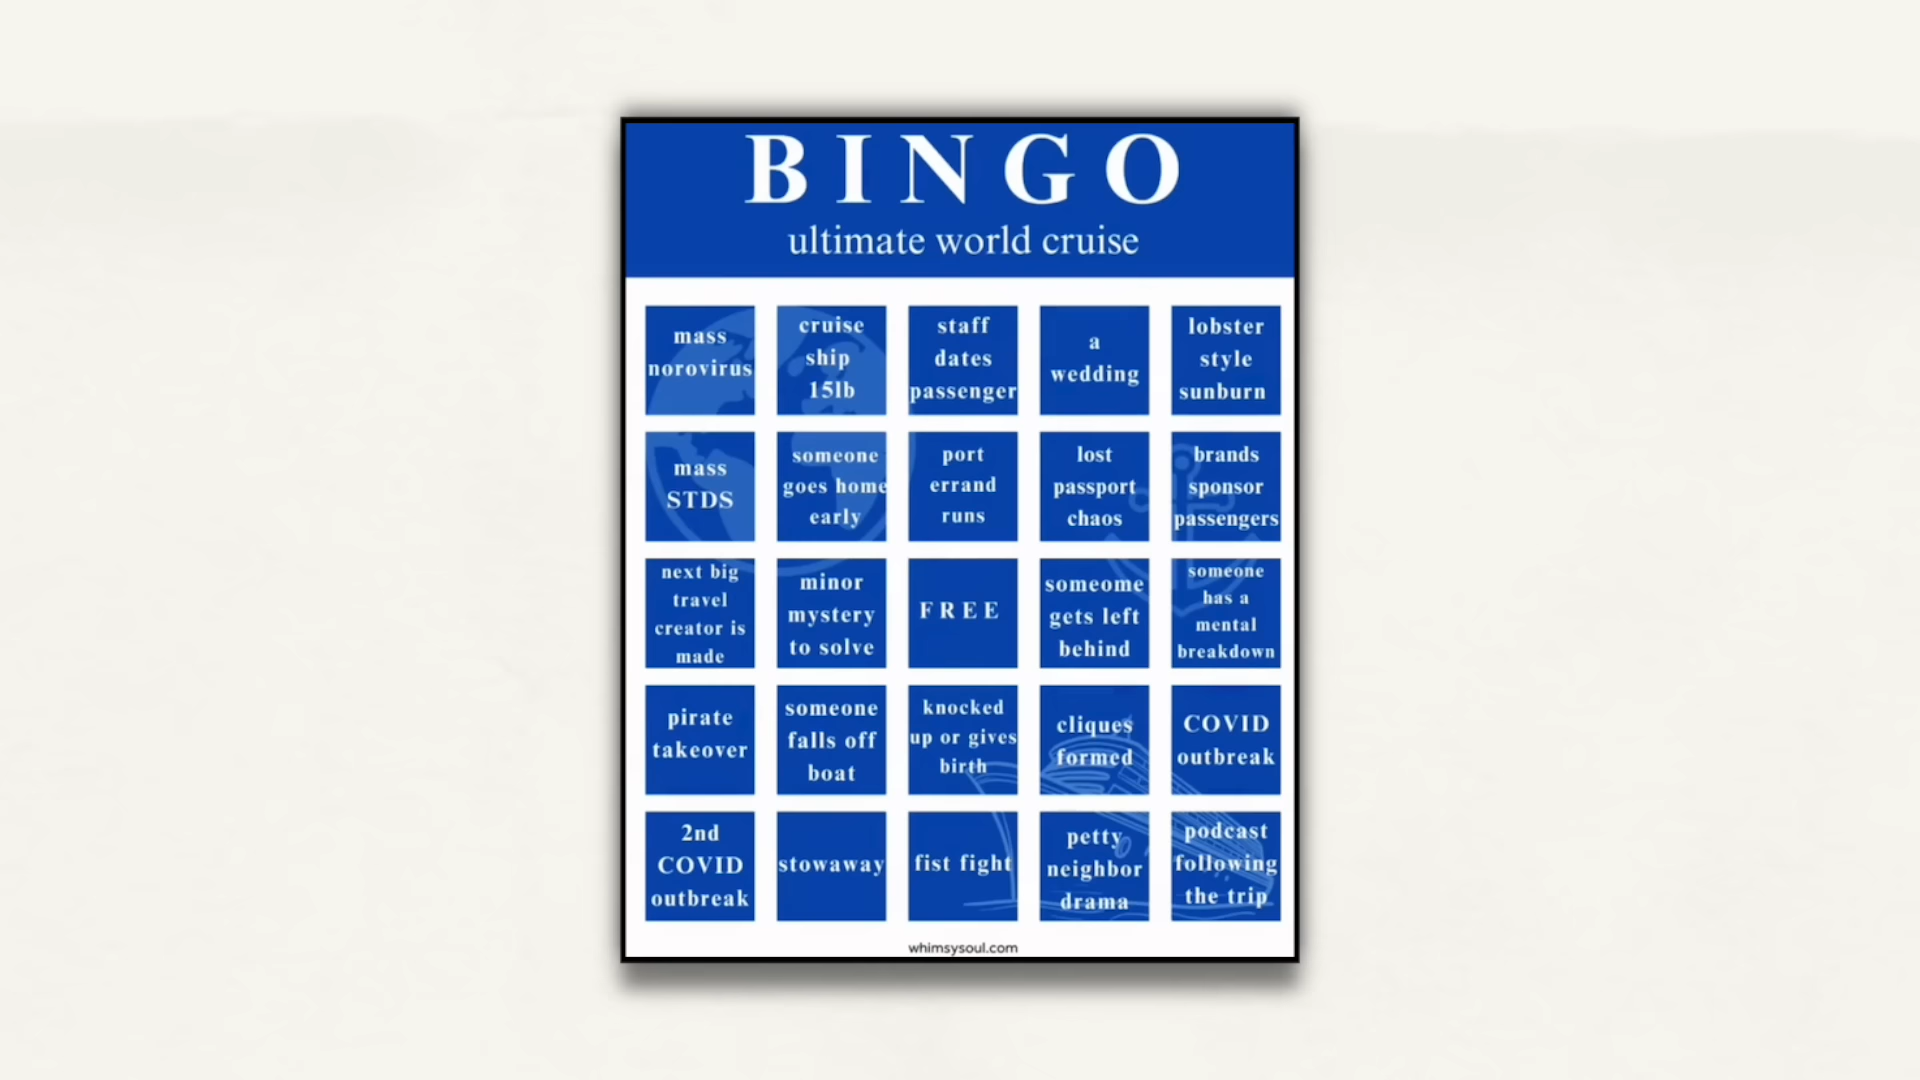 BINGO
ultimate world cruise
mass
norovirus
cruise
ship
15lb
staff
dates
passenger
a
wedding
lobster
style
sunburn
mass
STDS
someone
goes home
early
port
errand
runs
lost
passport
chaos
brands
sponsor
passengers
next big
travel
creator is
made
minor
mystery
to solve
FREE
someome
gets left
behind
someone
has a
mental
breakdown
pirate
takeover
someone
falls off
boat
knocked
up or gives
birth
cliques
formed
COVID
outbreak
2nd
COVID
outbreak
stowaway
fist fight
petty
neighbor
drama
podcast
following
the trip
whimsysoul.com